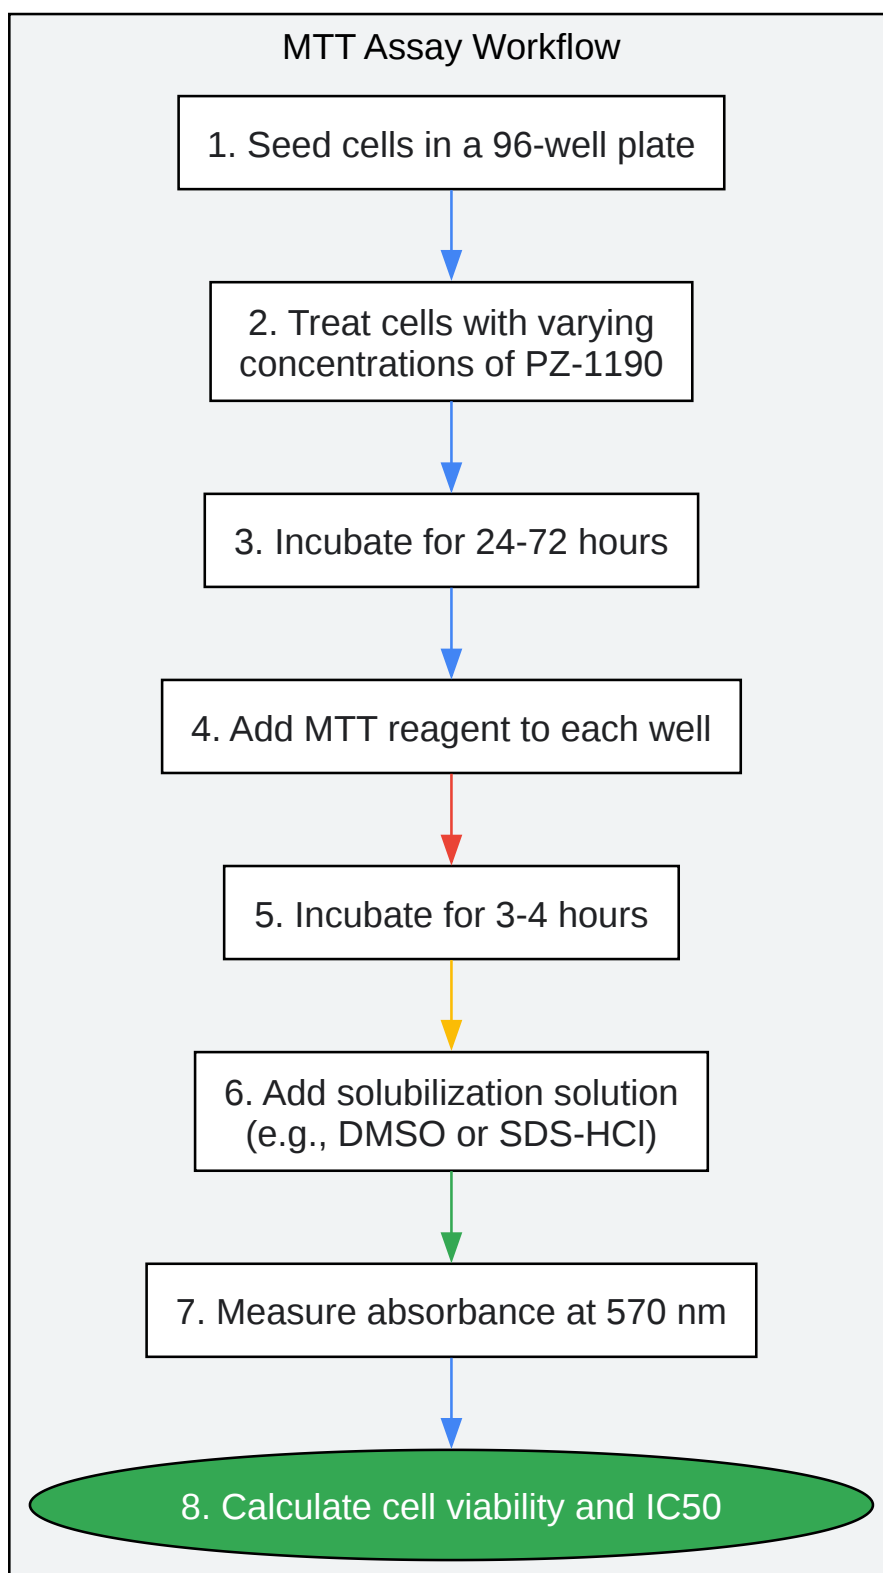 MTT Assay Workflow
1. Seed cells in a 96-well plate
2. Treat cells with varying
concentrations of PZ-1190
3. Incubate for 24-72 hours
4. Add MTT reagent to each well
5. Incubate for 3-4 hours
6. Add solubilization solution
(e.g., DMSO or SDS-HCl)
7. Measure absorbance at 570 nm
8. Calculate cell viability and IC50